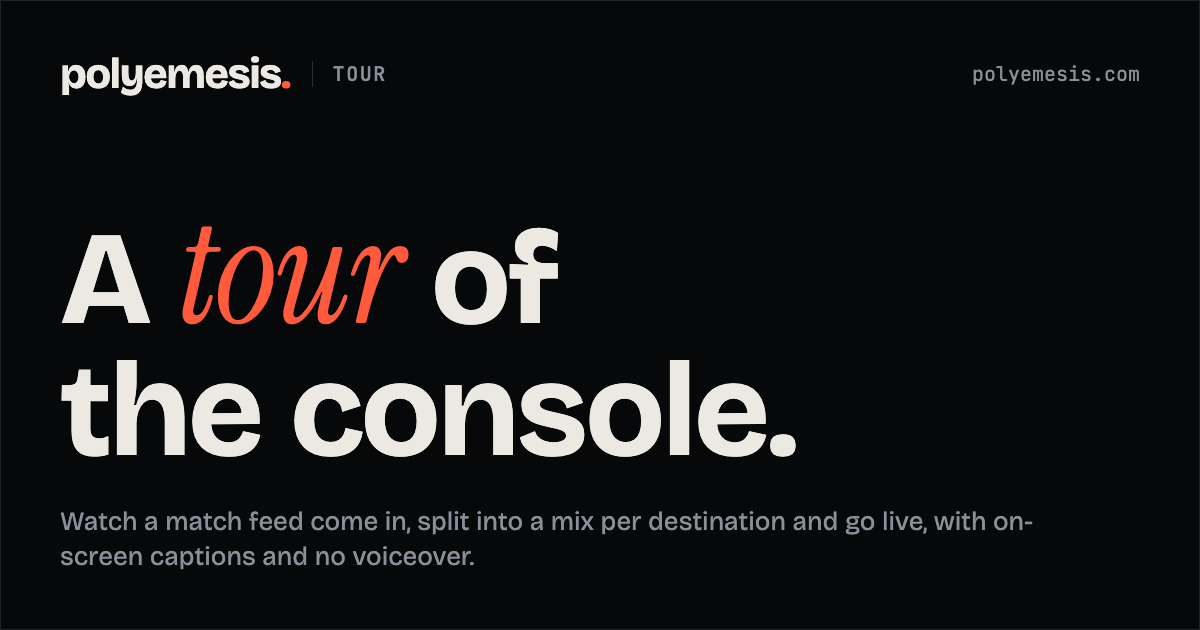 polyemesis. TOUR polyemesis.com
A tour of
the console.
Watch a match feed come in, split into a mix per destination and go live, with on-
screen captions and no voiceover.